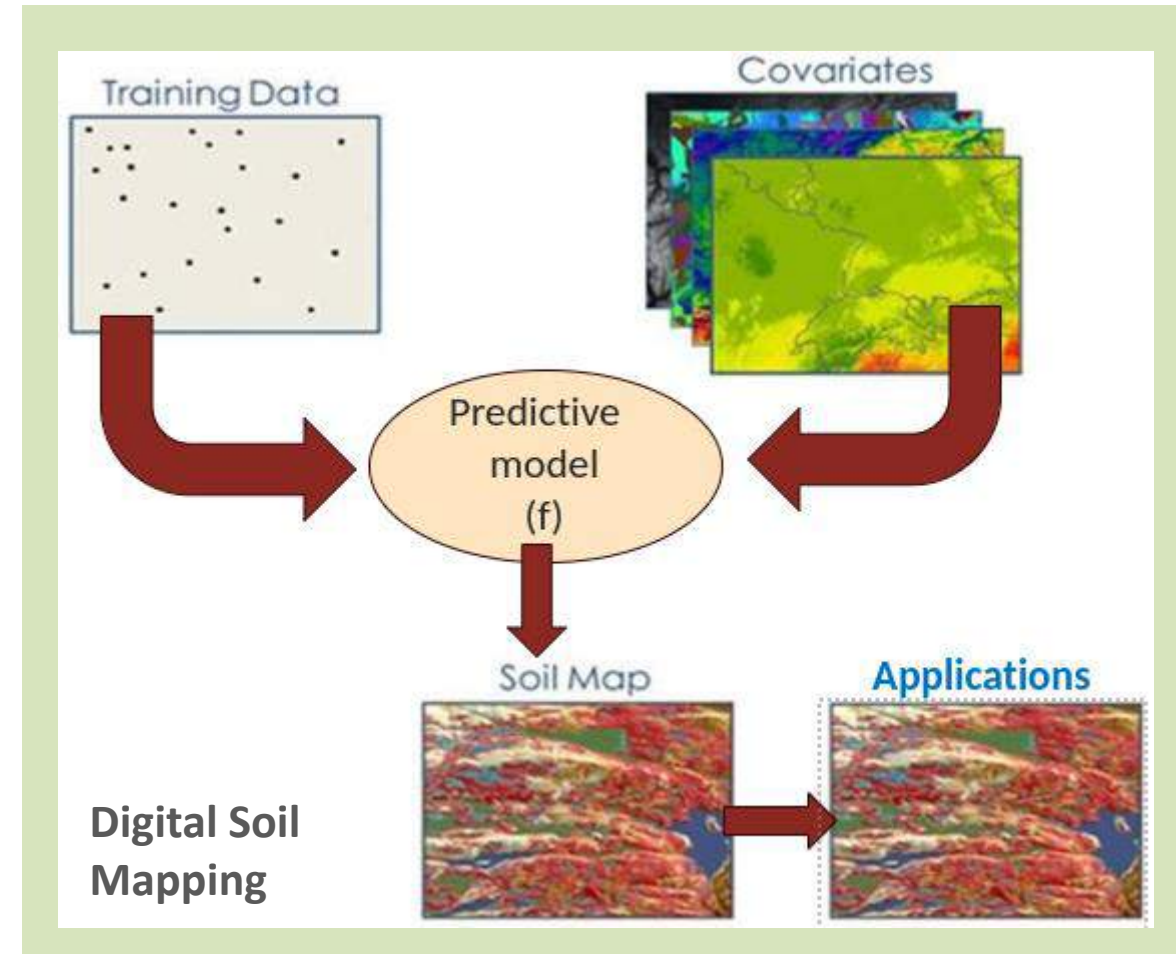 Training Data
Covariates
Predictive
model
(f)
Soil Map
Applications
Digital Soil
Mapping